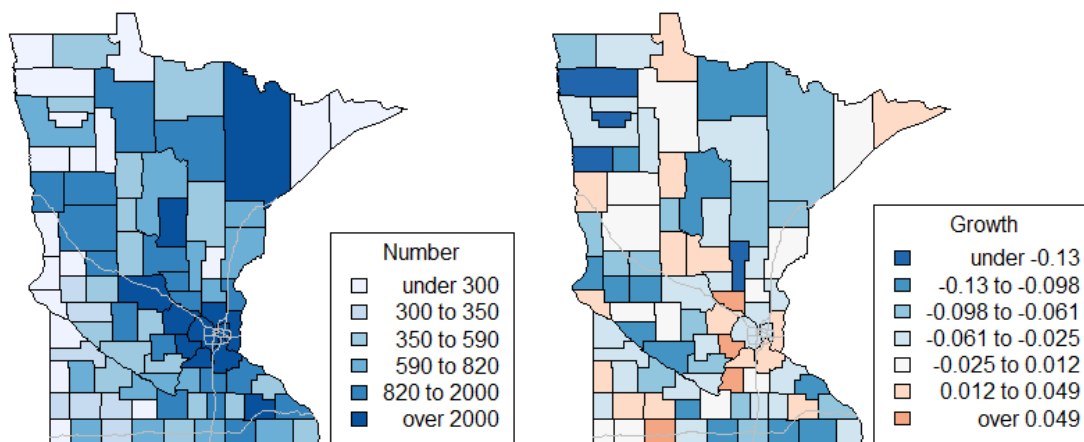 Number
under 300
300 to 350
350 to 590
590 to 820
820 to 2000
over 2000
Growth
under -0.13
-0.13 to -0.098
-0.098 to -0.061
-0.061 to -0.025
-0.025 to 0.012
0.012 to 0.049
over 0.049